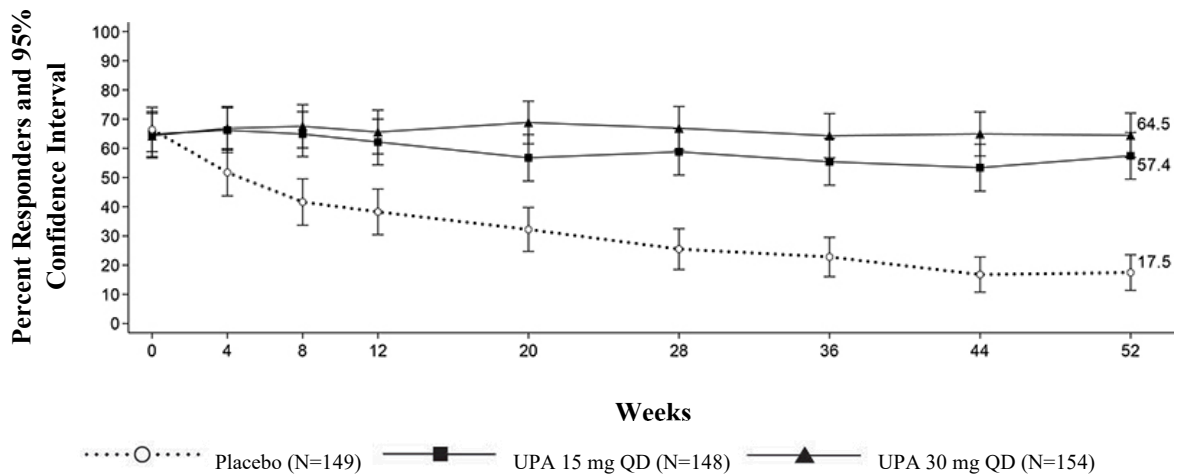 Percent Responders and 95%
Confidence Interval
100
90
80
70
60
50
40
30
20
10
0
64.5
57.4
17.5
0 4 8 12 20 28 36 44 52
Weeks
Placebo (N=149) UPA 15 mg QD (N=148) UPA 30 mg QD (N=154)